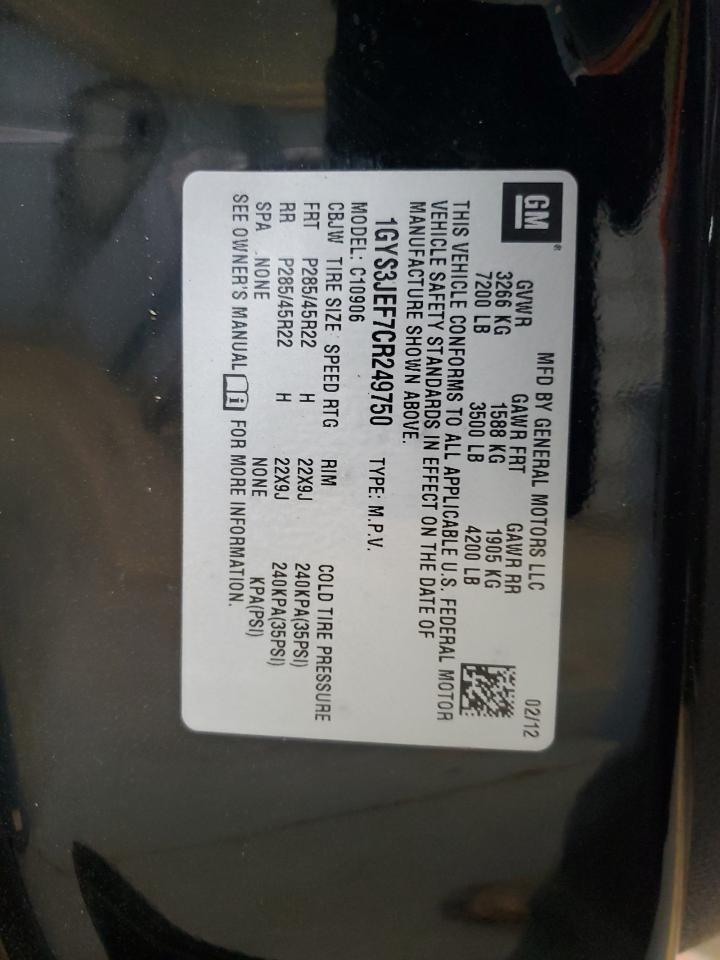 GM®
MFD BY GENERAL MOTORS LLC 02/12
GVWR GAWR FRT GAWR RR
3266 KG 1588 KG 1905 KG
7200 LB 3500 LB 4200 LB
THIS VEHICLE CONFORMS TO ALL APPLICABLE U.S. FEDERAL MOTOR
VEHICLE SAFETY STANDARDS IN EFFECT ON THE DATE OF
MANUFACTURE SHOWN ABOVE.
1GYS3JEF7CR249750 TYPE: M.P.V.
MODEL: C10906
CBJW TIRE SIZE SPEED RTG RIM COLD TIRE PRESSURE
FRT P285/45R22 H 22X9J 240KPA(35PSI)
RR P285/45R22 H 22X9J 240KPA(35PSI)
SPA NONE NONE KPA(PSI)
SEE OWNER'S MANUAL FOR MORE INFORMATION.